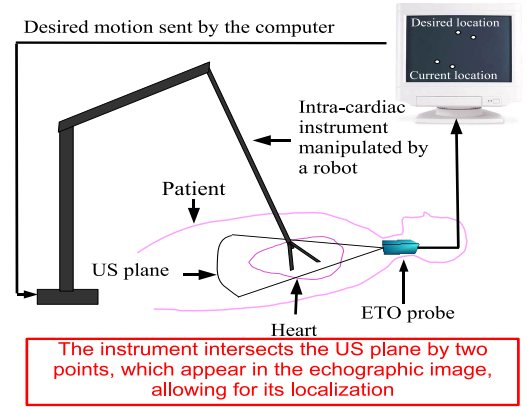 Desired motion sent by the computer
Desired location
Current location
Intra-cardiac
instrument
manipulated by
a robot
Patient
US plane
ETO probe
Heart
The instrument intersects the US plane by two
points, which appear in the echographic image,
allowing for its localization